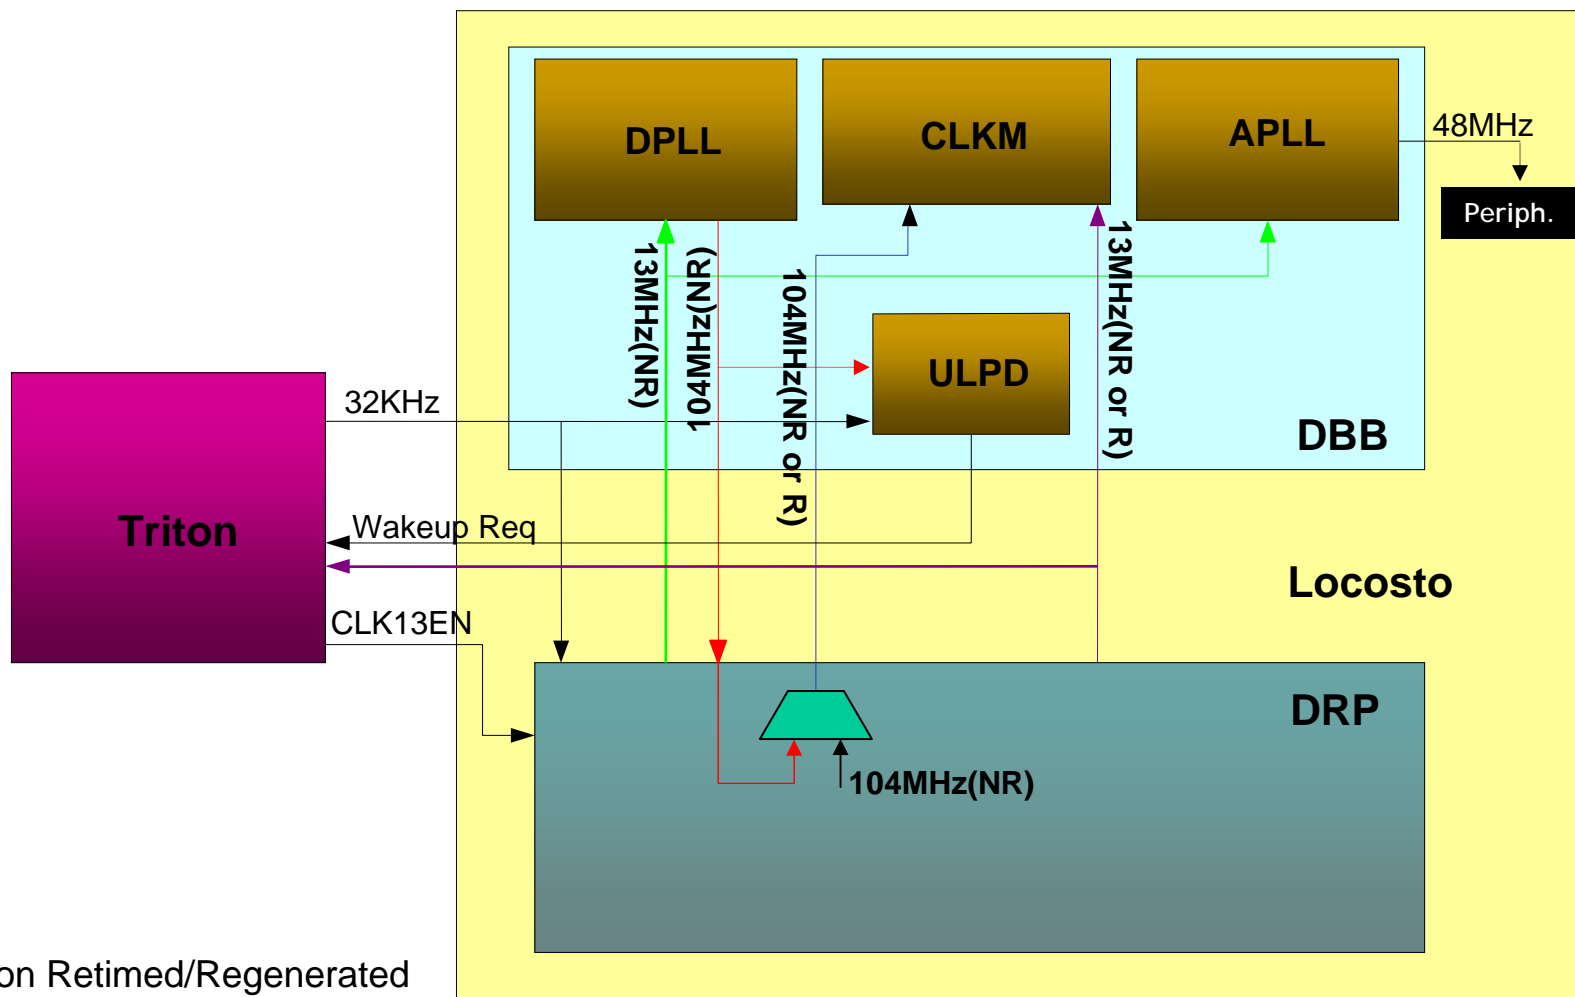 DPLL
CLKM
APLL
48MHz
Periph.
13MHz(NR)
104MHz(NR)
104MHz(NR or R)
13MHz(NR or R)
ULPD
DBB
32KHz
Triton
Wakeup Req
Locosto
CLK13EN
DRP
104MHz(NR)
on Retimed/Regenerated